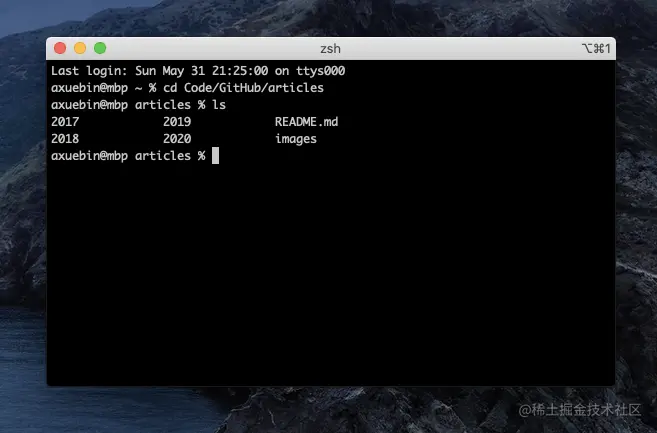 zsh
⌥⌘1
Last login: Sun May 31 21:25:00 on ttys000
axuebin@mbp ~ % cd Code/GitHub/articles
axuebin@mbp articles % ls
2017 2019 README.md
2018 2020 images
axuebin@mbp articles %
@稀土掘金技术社区